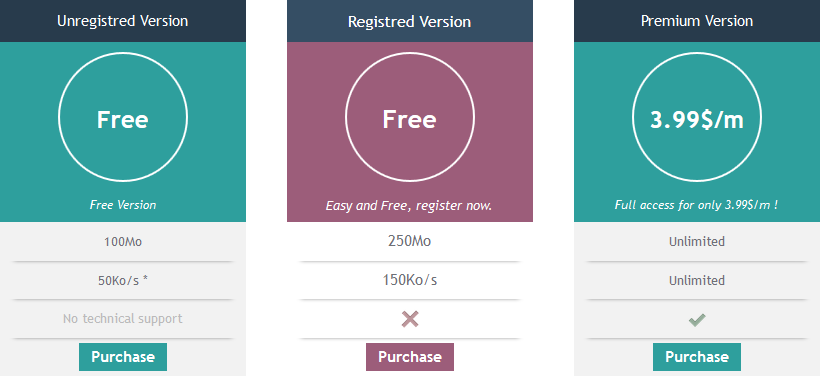 Unregistred Version
Free
Free Version
100Mo
50Ko/s *
No technical support
Purchase
Registred Version
Free
Easy and Free, register now.
250Mo
150Ko/s
Purchase
Premium Version
3.99$/m
Full access for only 3.99$/m !
Unlimited
Unlimited
Purchase